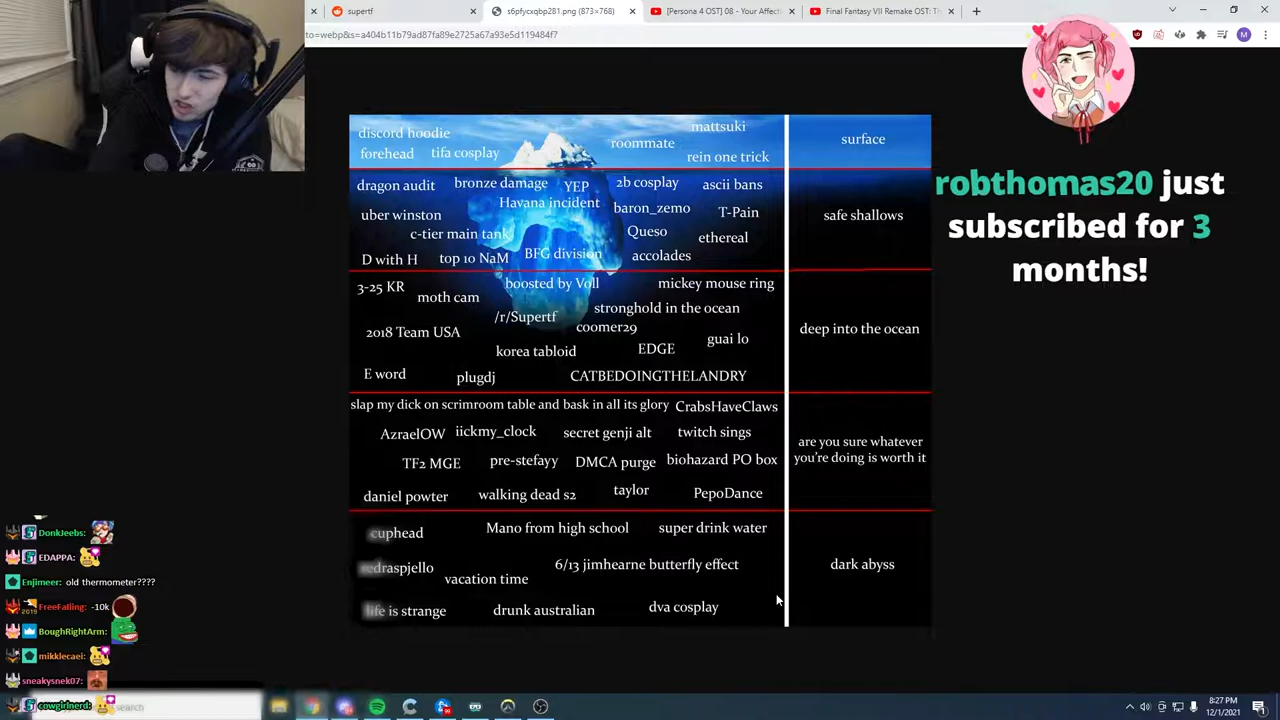 supertf
s6pfycxqbp281.png (873×768)
[Persona 4 OST] 08 - Your Affecti
Final Fantasy VII Remake OST: Th
to=webp&s=a404b11b79ad87fa89e2725a67a93e5d119484f7
discord hoodie
mattsuki
roommate
surface
forehead
tifa cosplay
rein one trick
dragon audit
bronze damage
YEP
2b cosplay
ascii bans
Havana incident
uber winston
baron_zemo
T-Pain
safe shallows
c-tier main tank
Queso
ethereal
D with H
top 10 NaM
BFG division
accolades
3-25 KR
moth cam
boosted by Voll
mickey mouse ring
stronghold in the ocean
2018 Team USA
/r/Supertf
coomer29
guai lo
deep into the ocean
korea tabloid
EDGE
E word
plugdj
CATBEDOINGTHELANDRY
slap my dick on scrimroom table and bask in all its glory
CrabsHaveClaws
AzraelOW
iickmy_clock
secret genji alt
twitch sings
are you sure whatever
you're doing is worth it
TF2 MGE
pre-stefayy
DMCA purge
biohazard PO box
daniel powter
walking dead s2
taylor
PepoDance
cuphead
Mano from high school
super drink water
redraspjello
vacation time
6/13 jimhearne butterfly effect
dark abyss
life is strange
drunk australian
dva cosplay
robthomas20 just
subscribed for 3
months!
DonkJeebs:
EDAPPA:
Enjimeer: old thermometer????
FreeFalling: -10k
BoughRightArm:
mikklecaei:
sneakysnek07:
cowgirlnerd:
search
8:27 PM
12/1/2021